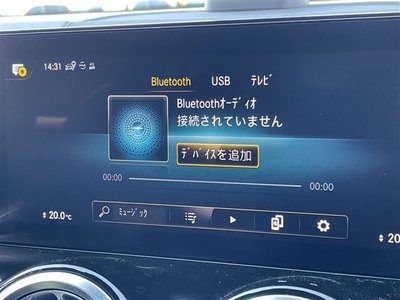 14:31
Bluetooth USB ﾃﾚﾋﾞ
Bluetoothｵｰﾃﾞｨｵ
接続されていません
ﾃﾞﾊﾞｲｽを追加
00:00 00:00
20.0℃ ﾐｭｰｼﾞｯｸ 20